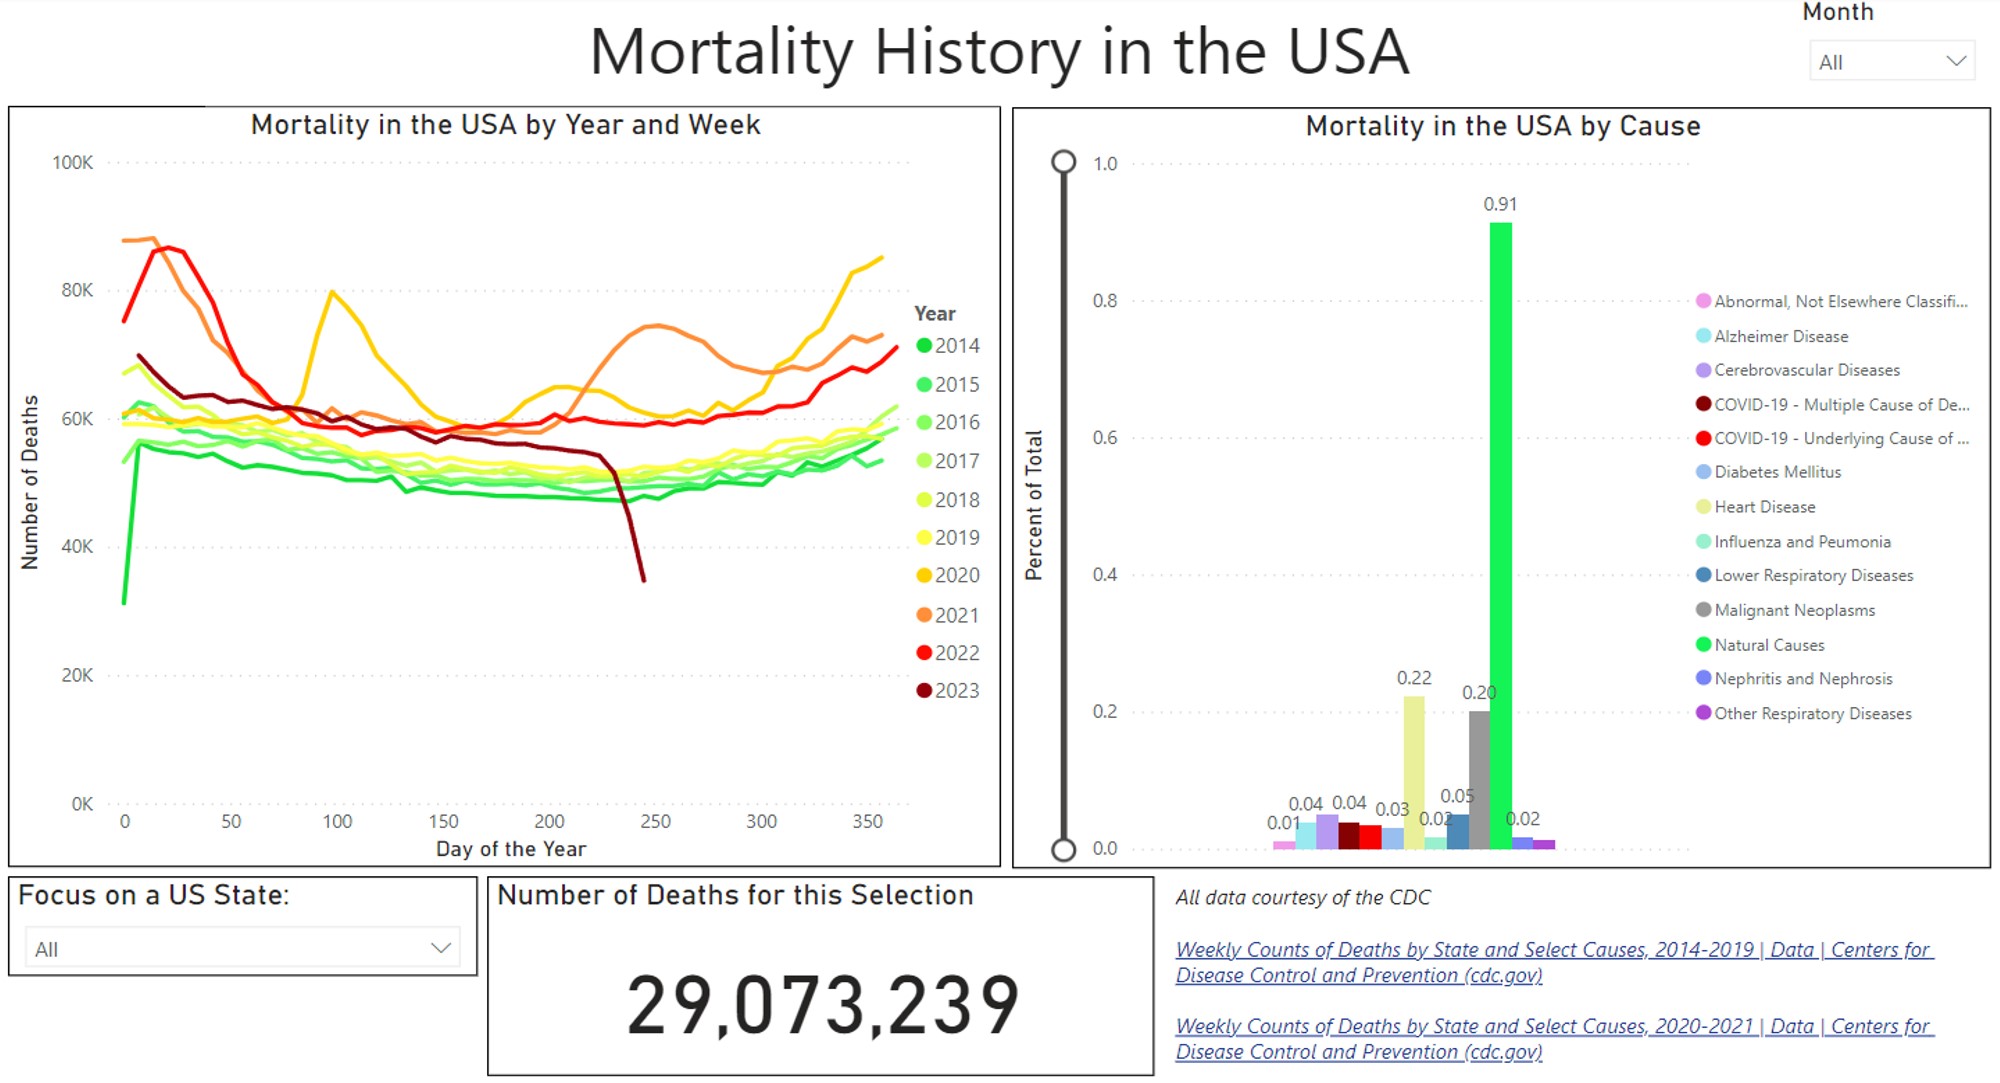 Mortality History in the USA
Month
All
Mortality in the USA by Year and Week
100K
80K
60K
40K
20K
0K
Number of Deaths
0 50 100 150 200 250 300 350
Day of the Year
Year
2014
2015
2016
2017
2018
2019
2020
2021
2022
2023
Mortality in the USA by Cause
1.0
0.8
0.6
0.4
0.2
0.0
Percent of Total
0.01
0.04
0.04
0.03
0.22
0.02
0.05
0.20
0.91
0.02
Abnormal, Not Elsewhere Classifi...
Alzheimer Disease
Cerebrovascular Diseases
COVID-19 - Multiple Cause of De...
COVID-19 - Underlying Cause of ...
Diabetes Mellitus
Heart Disease
Influenza and Peumonia
Lower Respiratory Diseases
Malignant Neoplasms
Natural Causes
Nephritis and Nephrosis
Other Respiratory Diseases
Focus on a US State:
All
Number of Deaths for this Selection
29,073,239
All data courtesy of the CDC
Weekly Counts of Deaths by State and Select Causes, 2014-2019 | Data | Centers for
Disease Control and Prevention (cdc.gov)
Weekly Counts of Deaths by State and Select Causes, 2020-2021 | Data | Centers for
Disease Control and Prevention (cdc.gov)